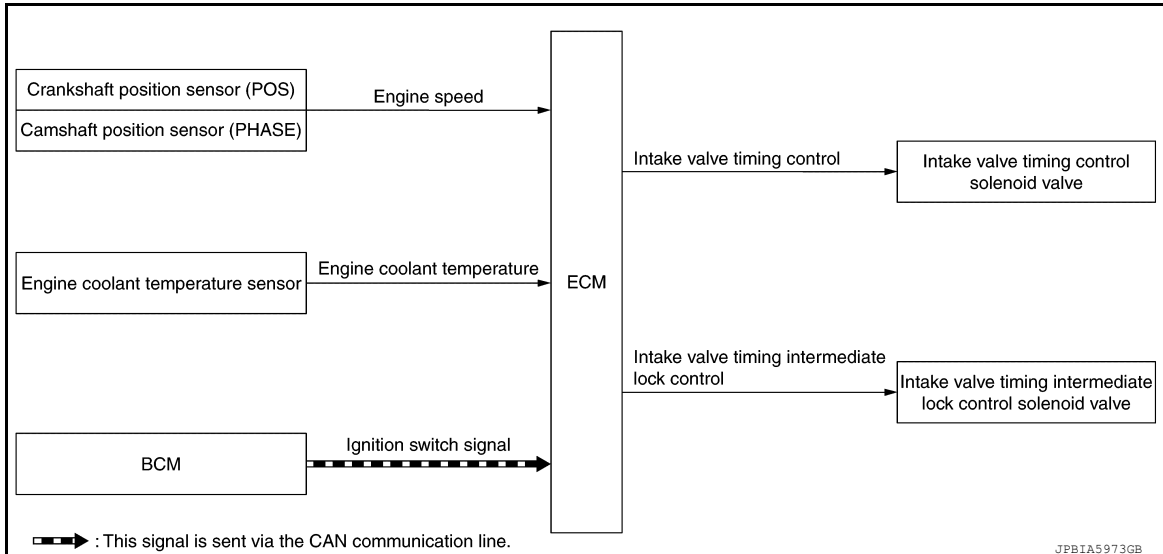 Crankshaft position sensor (POS)
Camshaft position sensor (PHASE)
Engine speed
Engine coolant temperature sensor
Engine coolant temperature
BCM
Ignition switch signal
ECM
Intake valve timing control
Intake valve timing control
solenoid valve
Intake valve timing intermediate
lock control
Intake valve timing intermediate
lock control solenoid valve
: This signal is sent via the CAN communication line.
JPBIA5973GB